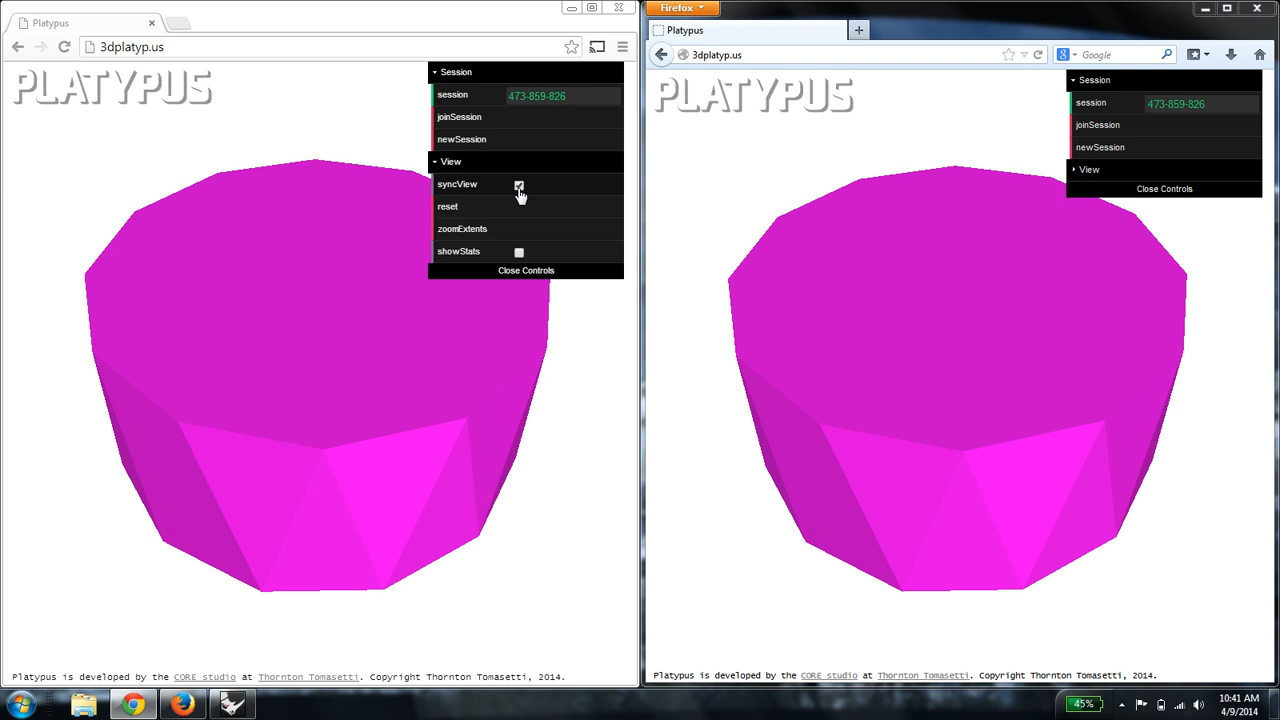 Platypus
3dplatyp.us
PLATYPUS
Session
session 473-859-826
joinSession
newSession
View
syncView
reset
zoomExtents
showStats
Close Controls
Platypus is developed by the CORE studio at Thornton Tomasetti. Copyright Thornton Tomasetti, 2014.
Firefox
Platypus
3dplatyp.us
Google
PLATYPUS
Session
session 473-859-826
joinSession
newSession
View
Close Controls
Platypus is developed by the CORE studio at Thornton Tomasetti. Copyright Thornton Tomasetti, 2014.
45%
10:41 AM
4/9/2014